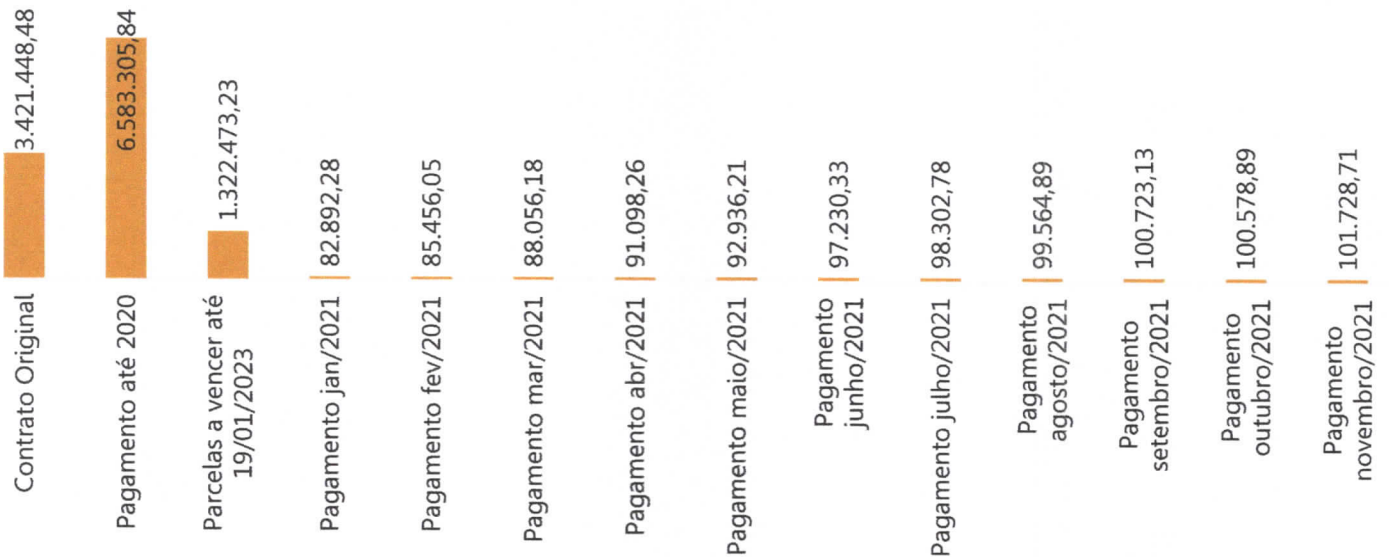 Contrato Original
3.421.448,48
Pagamento até 2020
6.583.305,84
Parcelas a vencer até
19/01/2023
1.322.473,23
Pagamento jan/2021
82.892,28
Pagamento fev/2021
85.456,05
Pagamento mar/2021
88.056,18
Pagamento abr/2021
91.098,26
Pagamento maio/2021
92.936,21
Pagamento
junho/2021
97.230,33
Pagamento julho/2021
98.302,78
Pagamento
agosto/2021
99.564,89
Pagamento
setembro/2021
100.723,13
Pagamento
outubro/2021
100.578,89
Pagamento
novembro/2021
101.728,71